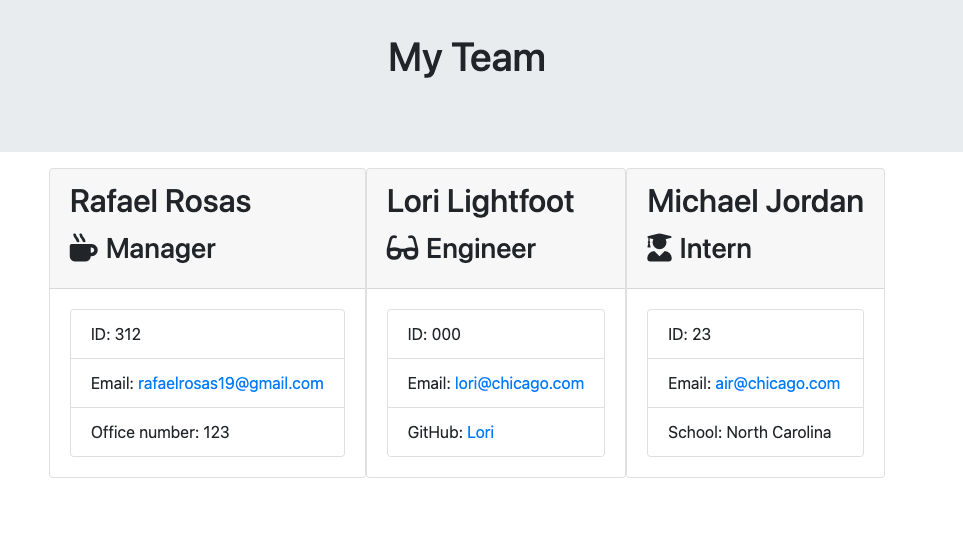 My Team
Rafael Rosas
Manager
ID: 312
Email: rafaelrosas19@gmail.com
Office number: 123
Lori Lightfoot
Engineer
ID: 000
Email: lori@chicago.com
GitHub: Lori
Michael Jordan
Intern
ID: 23
Email: air@chicago.com
School: North Carolina